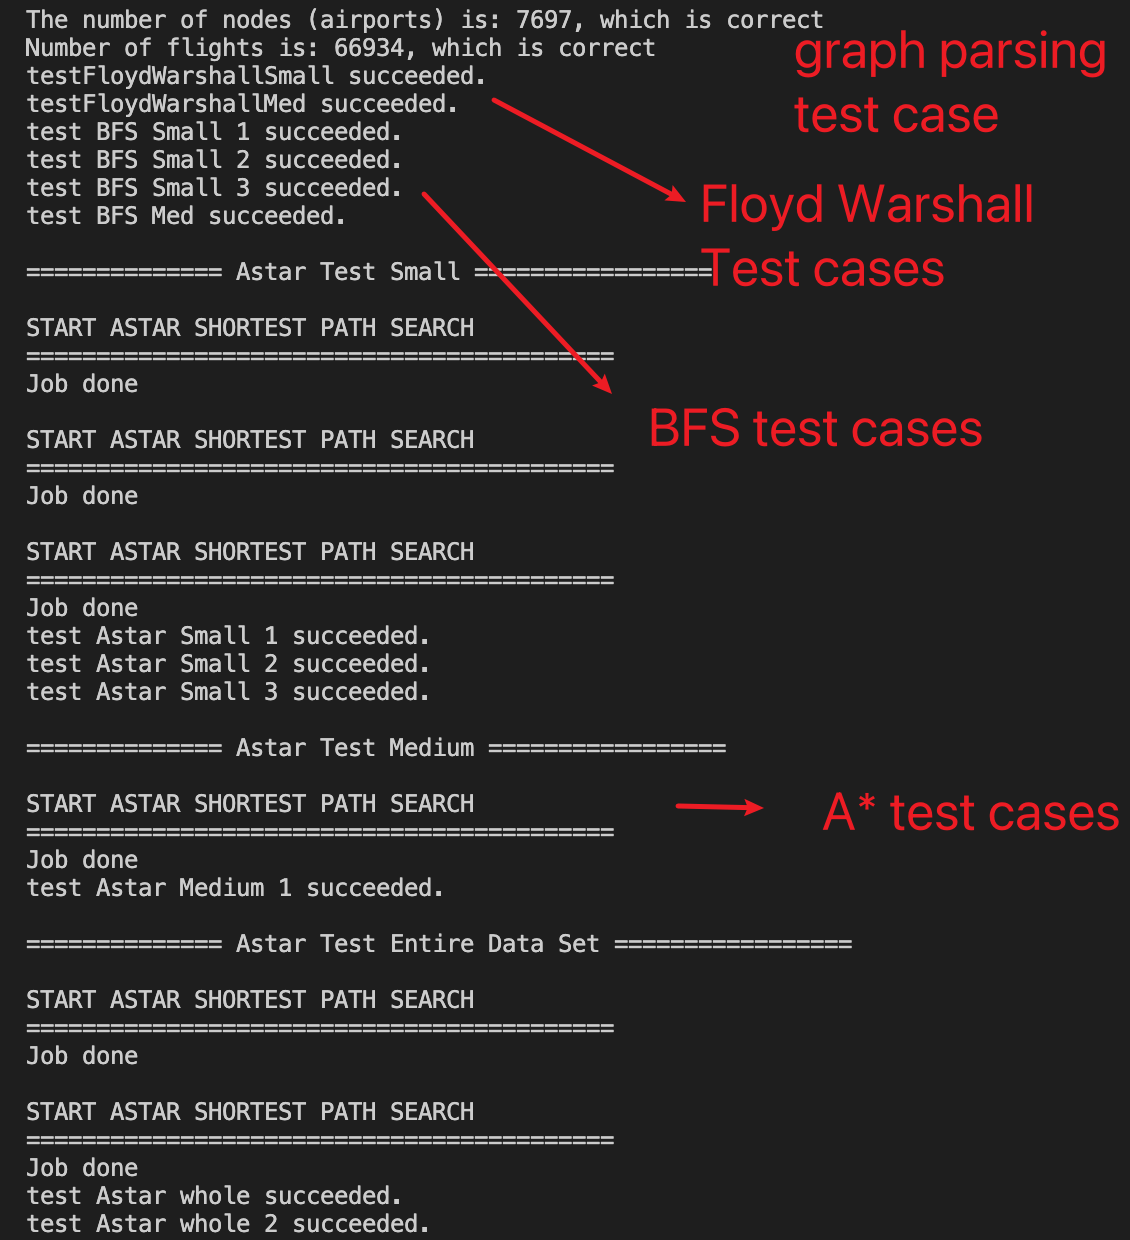 The number of nodes (airports) is: 7697, which is correct
Number of flights is: 66934, which is correct
graph parsing
test case
testFloydWarshallSmall succeeded.
testFloydWarshallMed succeeded.
test BFS Small 1 succeeded.
test BFS Small 2 succeeded.
test BFS Small 3 succeeded.
test BFS Med succeeded.
Floyd Warshall
Test cases
============== Astar Test Small =================
START ASTAR SHORTEST PATH SEARCH
==========================================
Job done
BFS test cases
START ASTAR SHORTEST PATH SEARCH
==========================================
Job done
START ASTAR SHORTEST PATH SEARCH
==========================================
Job done
test Astar Small 1 succeeded.
test Astar Small 2 succeeded.
test Astar Small 3 succeeded.
============== Astar Test Medium =================
START ASTAR SHORTEST PATH SEARCH
A* test cases
==========================================
Job done
test Astar Medium 1 succeeded.
============== Astar Test Entire Data Set =================
START ASTAR SHORTEST PATH SEARCH
==========================================
Job done
START ASTAR SHORTEST PATH SEARCH
==========================================
Job done
test Astar whole succeeded.
test Astar whole 2 succeeded.